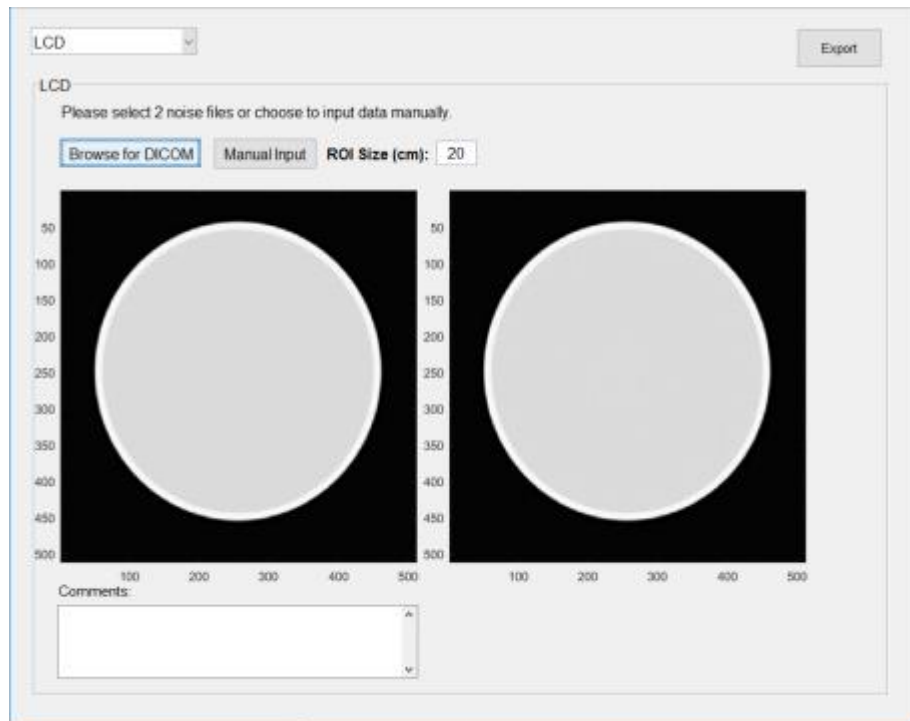 LCD
Export
LCD
Please select 2 noise files or choose to input data manually.
Browse for DICOM Manual Input ROI Size (cm): 20
50 50
100 100
150 150
200 200
250 250
300 300
350 350
400 400
450 450
500 500
100 200 300 400 500 100 200 300 400 500
Comments: